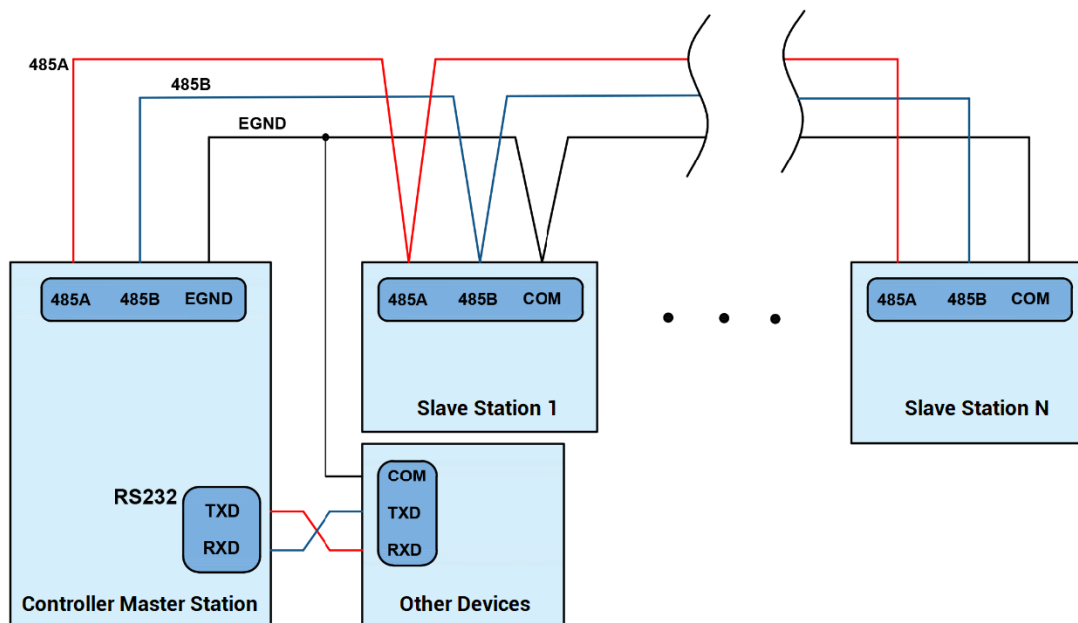 485A
485B
EGND
485A 485B EGND
485A 485B COM
485A 485B COM
Slave Station 1
Slave Station N
COM
TXD
RXD
RS232
TXD
RXD
Controller Master Station
Other Devices